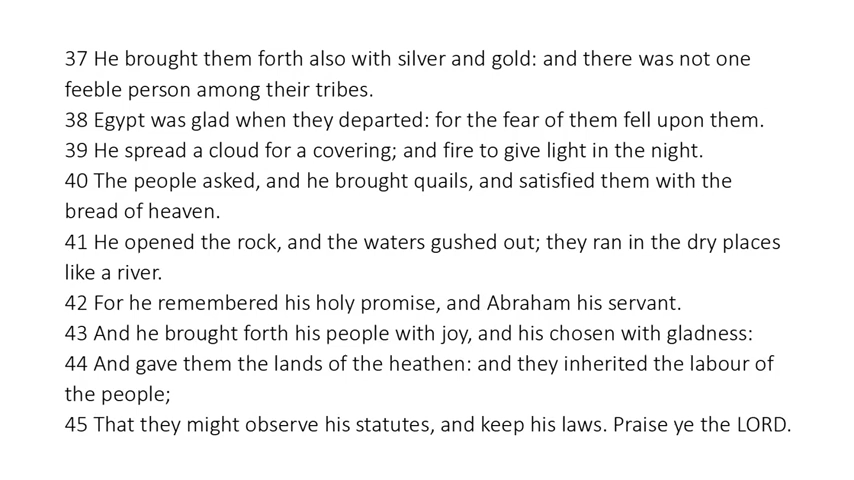 37 He brought them forth also with silver and gold: and there was not one
feeble person among their tribes.
38 Egypt was glad when they departed: for the fear of them fell upon them.
39 He spread a cloud for a covering; and fire to give light in the night.
40 The people asked, and he brought quails, and satisfied them with the
bread of heaven.
41 He opened the rock, and the waters gushed out; they ran in the dry places
like a river.
42 For he remembered his holy promise, and Abraham his servant.
43 And he brought forth his people with joy, and his chosen with gladness:
44 And gave them the lands of the heathen: and they inherited the labour of
the people;
45 That they might observe his statutes, and keep his laws. Praise ye the LORD.